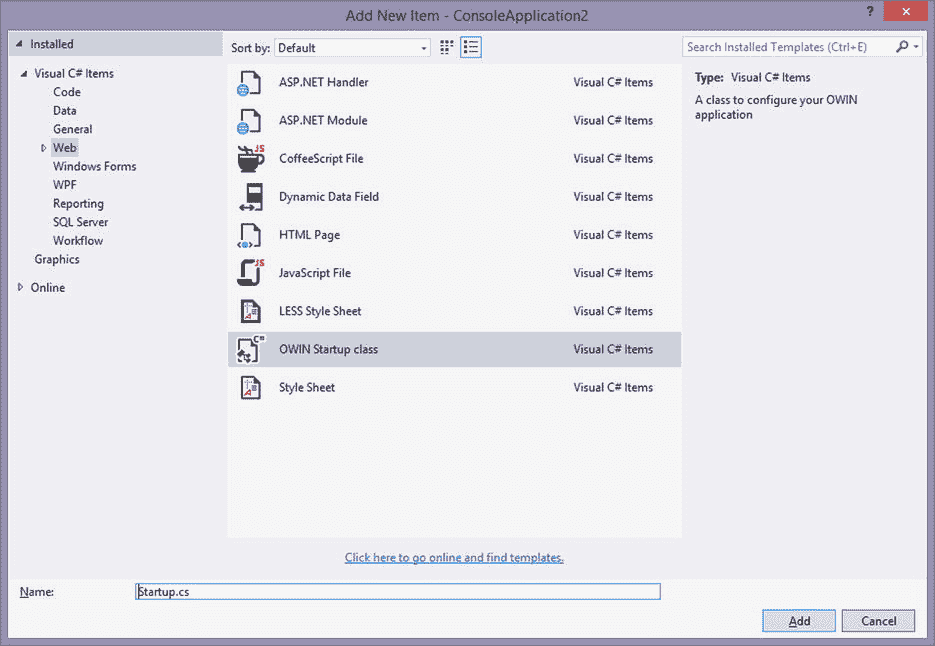 Add New Item - ConsoleApplication2
?
Installed
Sort by: Default
Search Installed Templates (Ctrl+E)
Visual C# Items
Code
Data
General
Web
Windows Forms
WPF
Reporting
SQL Server
Workflow
Graphics
Online
ASP.NET Handler Visual C# Items
ASP.NET Module Visual C# Items
JS
CoffeeScript File Visual C# Items
Dynamic Data Field Visual C# Items
HTML Page Visual C# Items
JS
JavaScript File Visual C# Items
A
LESS Style Sheet Visual C# Items
C#
OWIN Startup class Visual C# Items
A
Style Sheet Visual C# Items
Type: Visual C# Items
A class to configure your OWIN
application
Click here to go online and find templates.
Name: Startup.cs
Add Cancel